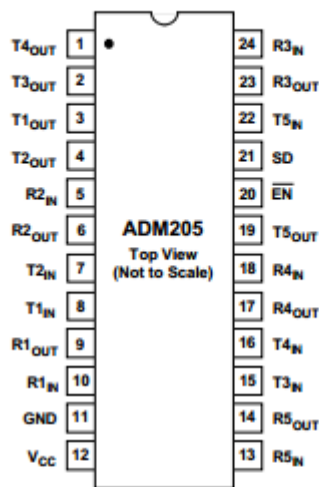 T4OUT 1 24 R3IN
T3OUT 2 23 R3OUT
T1OUT 3 22 T5IN
T2OUT 4 21 SD
R2IN 5 20 EN
R2OUT 6 ADM205 19 T5OUT
Top View
T2IN 7 (Not to Scale) 18 R4IN
T1IN 8 17 R4OUT
R1OUT 9 16 T4IN
R1IN 10 15 T3IN
GND 11 14 R5OUT
VCC 12 13 R5IN